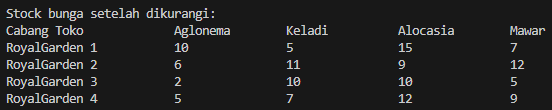 Stock bunga setelah dikurangi:
Cabang Toko Aglonema Keladi Alocasia Mawar
RoyalGarden 1 10 5 15 7
RoyalGarden 2 6 11 9 12
RoyalGarden 3 2 10 10 5
RoyalGarden 4 5 7 12 9